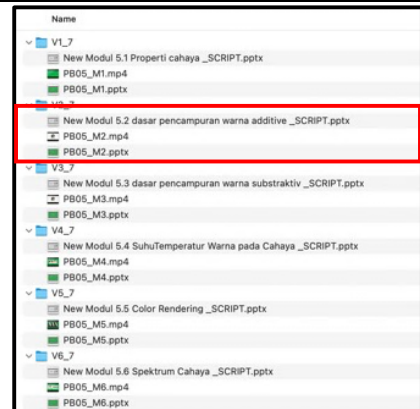 Name
V1_7
New Modul 5.1 Properti cahaya _SCRIPT.pptx
PB05_M1.mp4
PB05_M1.pptx
V2_7
New Modul 5.2 dasar pencampuran warna additive _SCRIPT.pptx
PB05_M2.mp4
PB05_M2.pptx
V3_7
New Modul 5.3 dasar pencampuran warna substraktiv _SCRIPT.pptx
PB05_M3.mp4
PB05_M3.pptx
V4_7
New Modul 5.4 SuhuTemperatur Warna pada Cahaya _SCRIPT.pptx
PB05_M4.mp4
PB05_M4.pptx
V5_7
New Modul 5.5 Color Rendering _SCRIPT.pptx
PB05_M5.mp4
PB05_M5.pptx
V6_7
New Modul 5.6 Spektrum Cahaya _SCRIPT.pptx
PB05_M6.mp4
PB05_M6.pptx